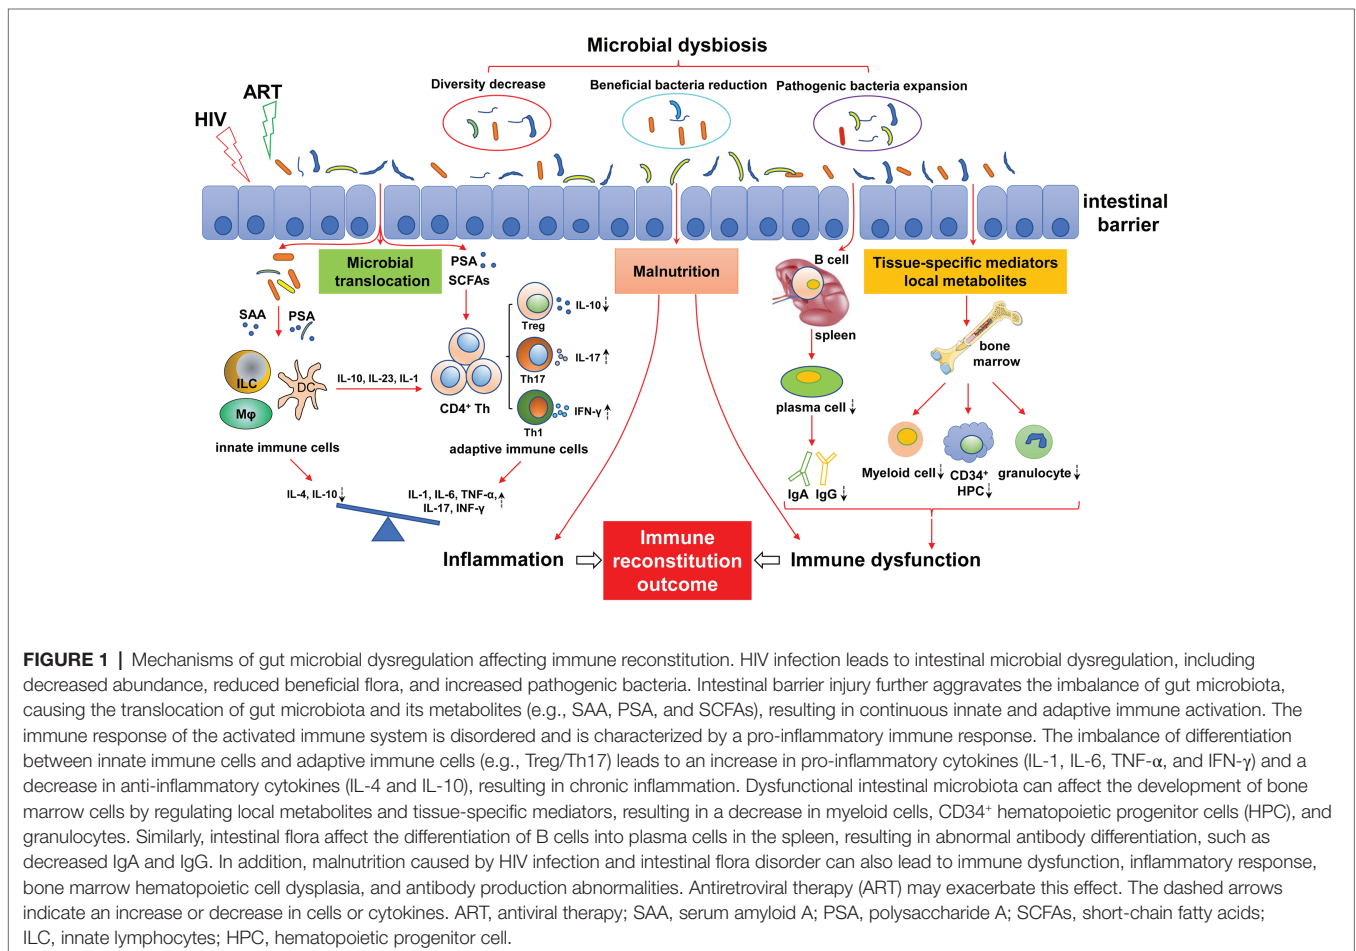 Microbial dysbiosis
Diversity decrease
Beneficial bacteria reduction
Pathogenic bacteria expansion
ART
HIV
intestinal
barrier
Microbial
translocation
PSA
SCFAs
Malnutrition
B cell
Tissue-specific mediators
local metabolites
SAA
PSA
IL-10
Treg
spleen
bone
marrow
ILC
DC
Mφ
IL-10, IL-23, IL-1
CD4⁺ Th
IL-17
Th17
IFN-γ
Th1
plasma cell
innate immune cells
adaptive immune cells
Myeloid cell
CD34⁺
HPC
granulocyte
IgA
IgG
IL-4, IL-10
IL-1, IL-6, TNF-α,
IL-17, INF-γ
Inflammation
Immune
reconstitution
outcome
Immune dysfunction
FIGURE 1 | Mechanisms of gut microbial dysregulation affecting immune reconstitution. HIV infection leads to intestinal microbial dysregulation, including
decreased abundance, reduced beneficial flora, and increased pathogenic bacteria. Intestinal barrier injury further aggravates the imbalance of gut microbiota,
causing the translocation of gut microbiota and its metabolites (e.g., SAA, PSA, and SCFAs), resulting in continuous innate and adaptive immune activation. The
immune response of the activated immune system is disordered and is characterized by a pro-inflammatory immune response. The imbalance of differentiation
between innate immune cells and adaptive immune cells (e.g., Treg/Th17) leads to an increase in pro-inflammatory cytokines (IL-1, IL-6, TNF-α, and IFN-γ) and a
decrease in anti-inflammatory cytokines (IL-4 and IL-10), resulting in chronic inflammation. Dysfunctional intestinal microbiota can affect the development of bone
marrow cells by regulating local metabolites and tissue-specific mediators, resulting in a decrease in myeloid cells, CD34⁺ hematopoietic progenitor cells (HPC), and
granulocytes. Similarly, intestinal flora affect the differentiation of B cells into plasma cells in the spleen, resulting in abnormal antibody differentiation, such as
decreased IgA and IgG. In addition, malnutrition caused by HIV infection and intestinal flora disorder can also lead to immune dysfunction, inflammatory response,
bone marrow hematopoietic cell dysplasia, and antibody production abnormalities. Antiretroviral therapy (ART) may exacerbate this effect. The dashed arrows
indicate an increase or decrease in cells or cytokines. ART, antiviral therapy; SAA, serum amyloid A; PSA, polysaccharide A; SCFAs, short-chain fatty acids;
ILC, innate lymphocytes; HPC, hematopoietic progenitor cell.